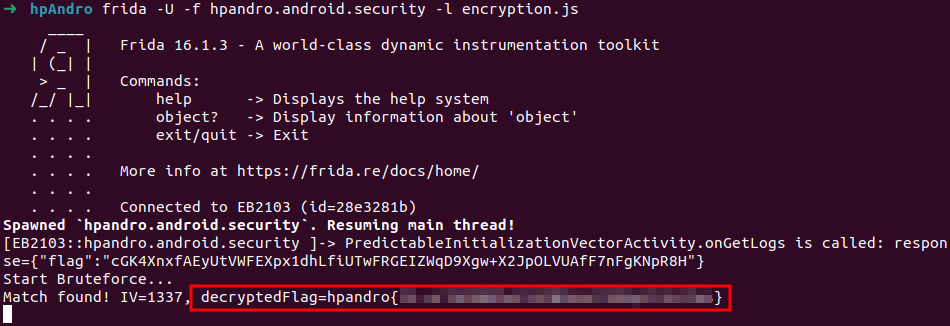 ➜ hpAndro frida -U -f hpandro.android.security -l encryption.js
     ____
    / _  |   Frida 16.1.3 - A world-class dynamic instrumentation toolkit
   | (_| |
    > _  |   Commands:
   /_/ |_|       help      -> Displays the help system
   . . . .       object?   -> Display information about 'object'
   . . . .       exit/quit -> Exit
   . . . .
   . . . .   More info at https://frida.re/docs/home/
   . . . .
   . . . .   Connected to EB2103 (id=28e3281b)
Spawned `hpandro.android.security`. Resuming main thread!
[EB2103::hpandro.android.security ]-> PredictableInitializationVectorActivity.onGetLogs is called: respon
se={"flag":"cGK4XnxfAEyUtVWFEXpx1dhLfiUTwFRGEIZWqD9Xgw+X2JpOLVUAfF7nFgKNpR8H"}
Start Bruteforce...
Match found! IV=1337, decryptedFlag=hpandro{ }